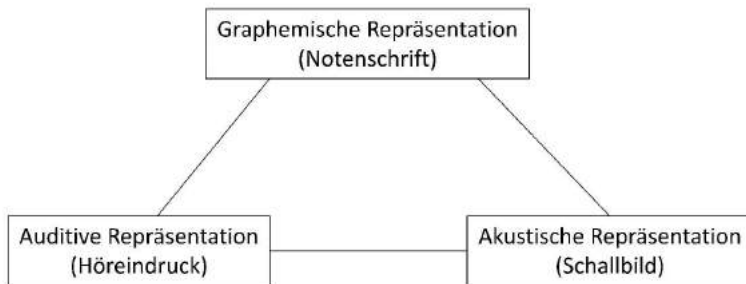 Graphemische Repräsentation
(Notenschrift)
Auditive Repräsentation
(Höreindruck)
Akustische Repräsentation
(Schallbild)